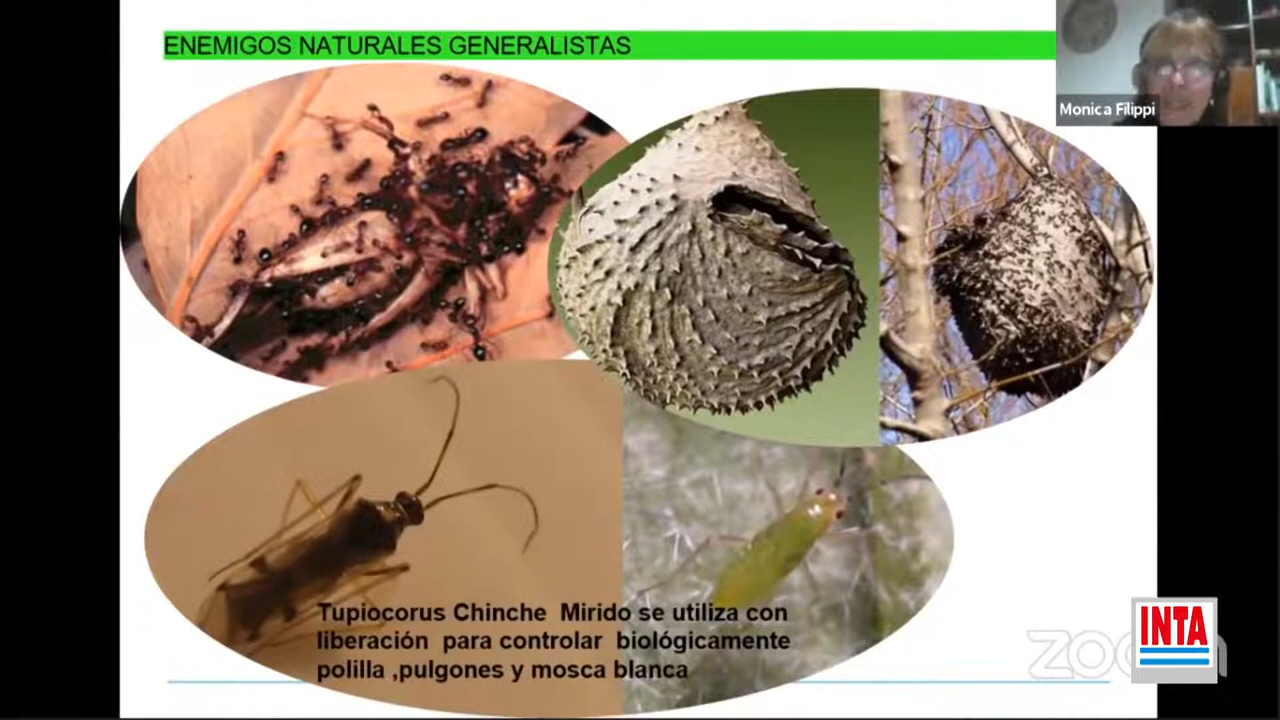 ENEMIGOS NATURALES GENERALISTAS
Monica Filippi
Tupiocorus Chinche Mirido se utiliza con
liberación para controlar biológicamente
polilla ,pulgones y mosca blanca
INTA
zoom